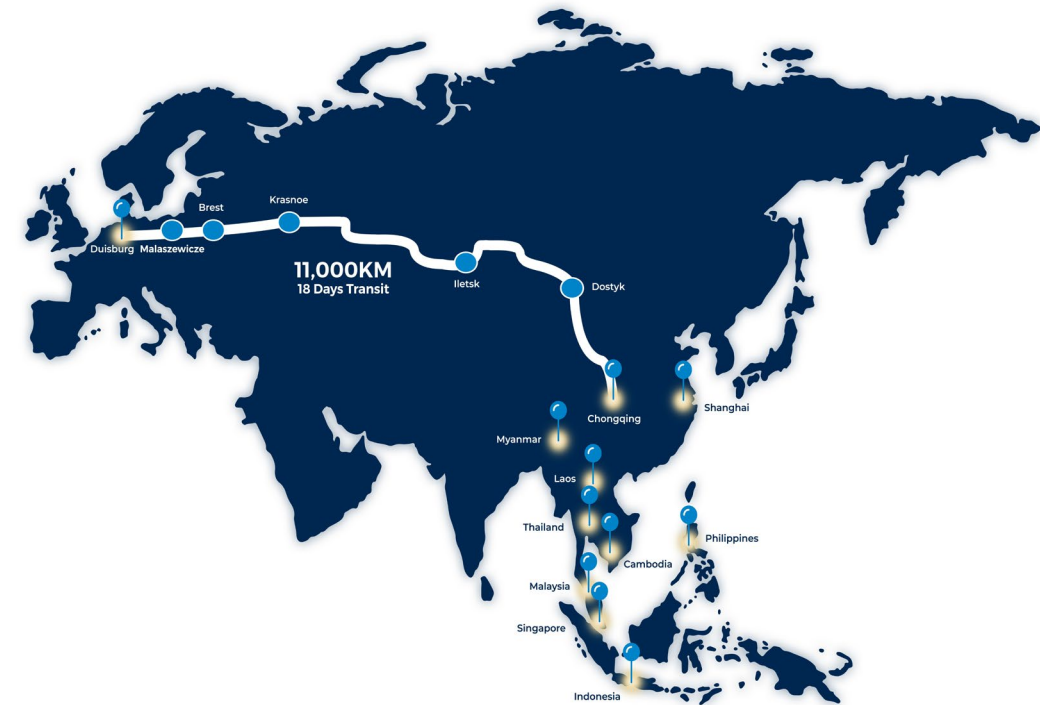 Krasnoe
Brest
Duisburg
Malaszewicze
11,000KM
18 Days Transit
Iletsk
Dostyk
Chongqing
Shanghai
Myanmar
Laos
Thailand
Philippines
Cambodia
Malaysia
Singapore
Indonesia